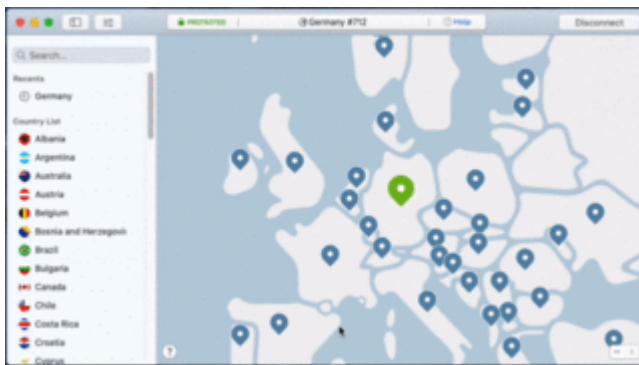 PROTECTED
Germany #712
Help
Disconnect
Search...
Recents
Germany
Country List
Albania
Argentina
Australia
Austria
Belgium
Bosnia and Herzegovin
Brazil
Bulgaria
Canada
Chile
Costa Rica
Croatia
Cyprus
?